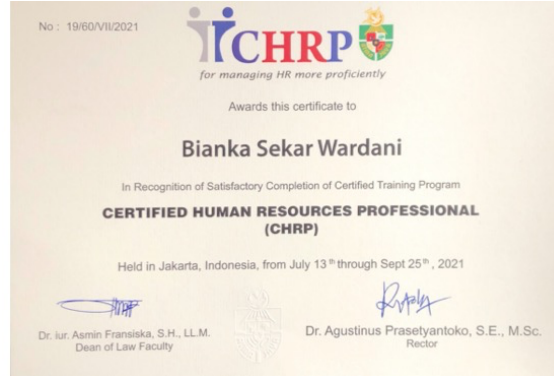 No : 19/60/VII/2021
CHRP
for managing HR more proficiently
Awards this certificate to
Bianka Sekar Wardani
In Recognition of Satisfactory Completion of Certified Training Program
CERTIFIED HUMAN RESOURCES PROFESSIONAL
(CHRP)
Held in Jakarta, Indonesia, from July 13 th through Sept 25th , 2021
Dr. iur. Asmin Fransiska, S.H., LL.M.
Dean of Law Faculty
Dr. Agustinus Prasetyantoko, S.E., M.Sc.
Rector